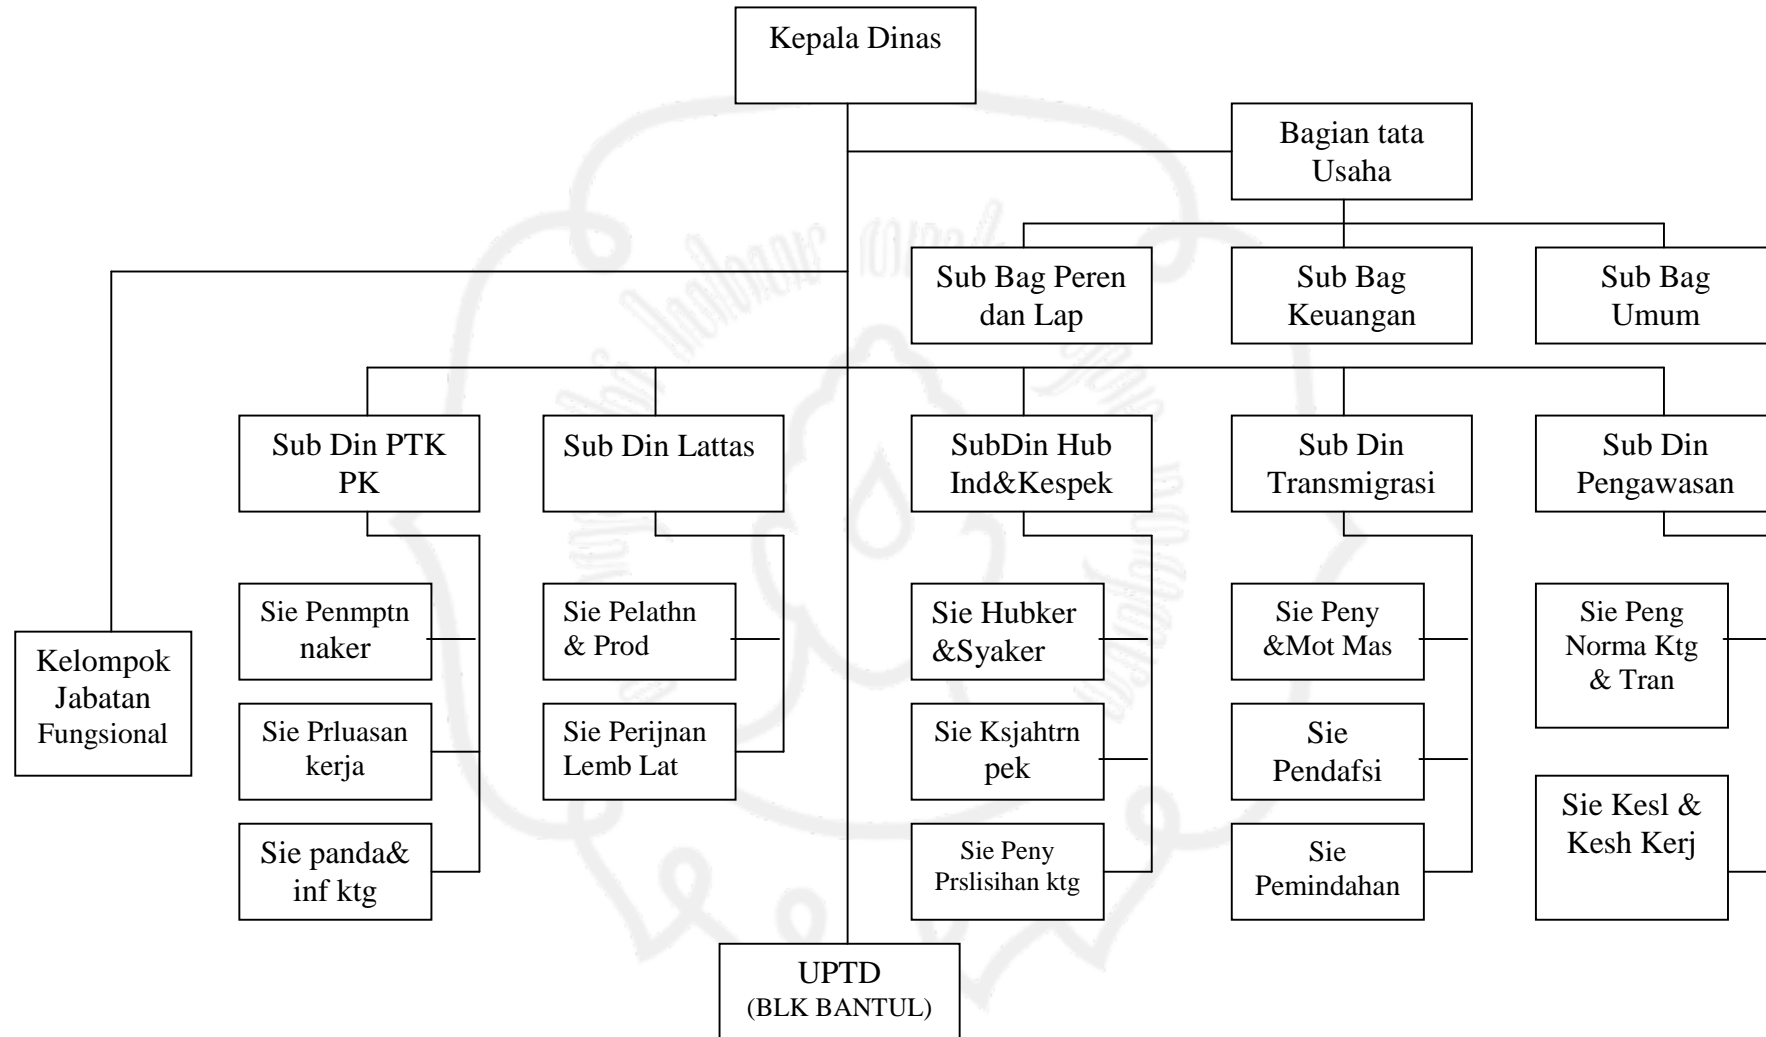 Kepala Dinas
Bagian tata
Usaha
Sub Bag Peren
dan Lap
Sub Bag
Keuangan
Sub Bag
Umum
Sub Din PTK
PK
Sub Din Lattas
SubDin Hub
Ind&Kespek
Sub Din
Transmigrasi
Sub Din
Pengawasan
Kelompok
Jabatan
Fungsional
Sie Penmptn
naker
Sie Pelathn
& Prod
Sie Hubker
&Syaker
Sie Peny
&Mot Mas
Sie Peng
Norma Ktg
& Tran
Sie Prluasan
kerja
Sie Perijnan
Lemb Lat
Sie Ksjahtrn
pek
Sie
Pendafsi
Sie Kesl &
Kesh Kerj
Sie panda&
inf ktg
Sie Peny
Prslisihan ktg
Sie
Pemindahan
UPTD
(BLK BANTUL)